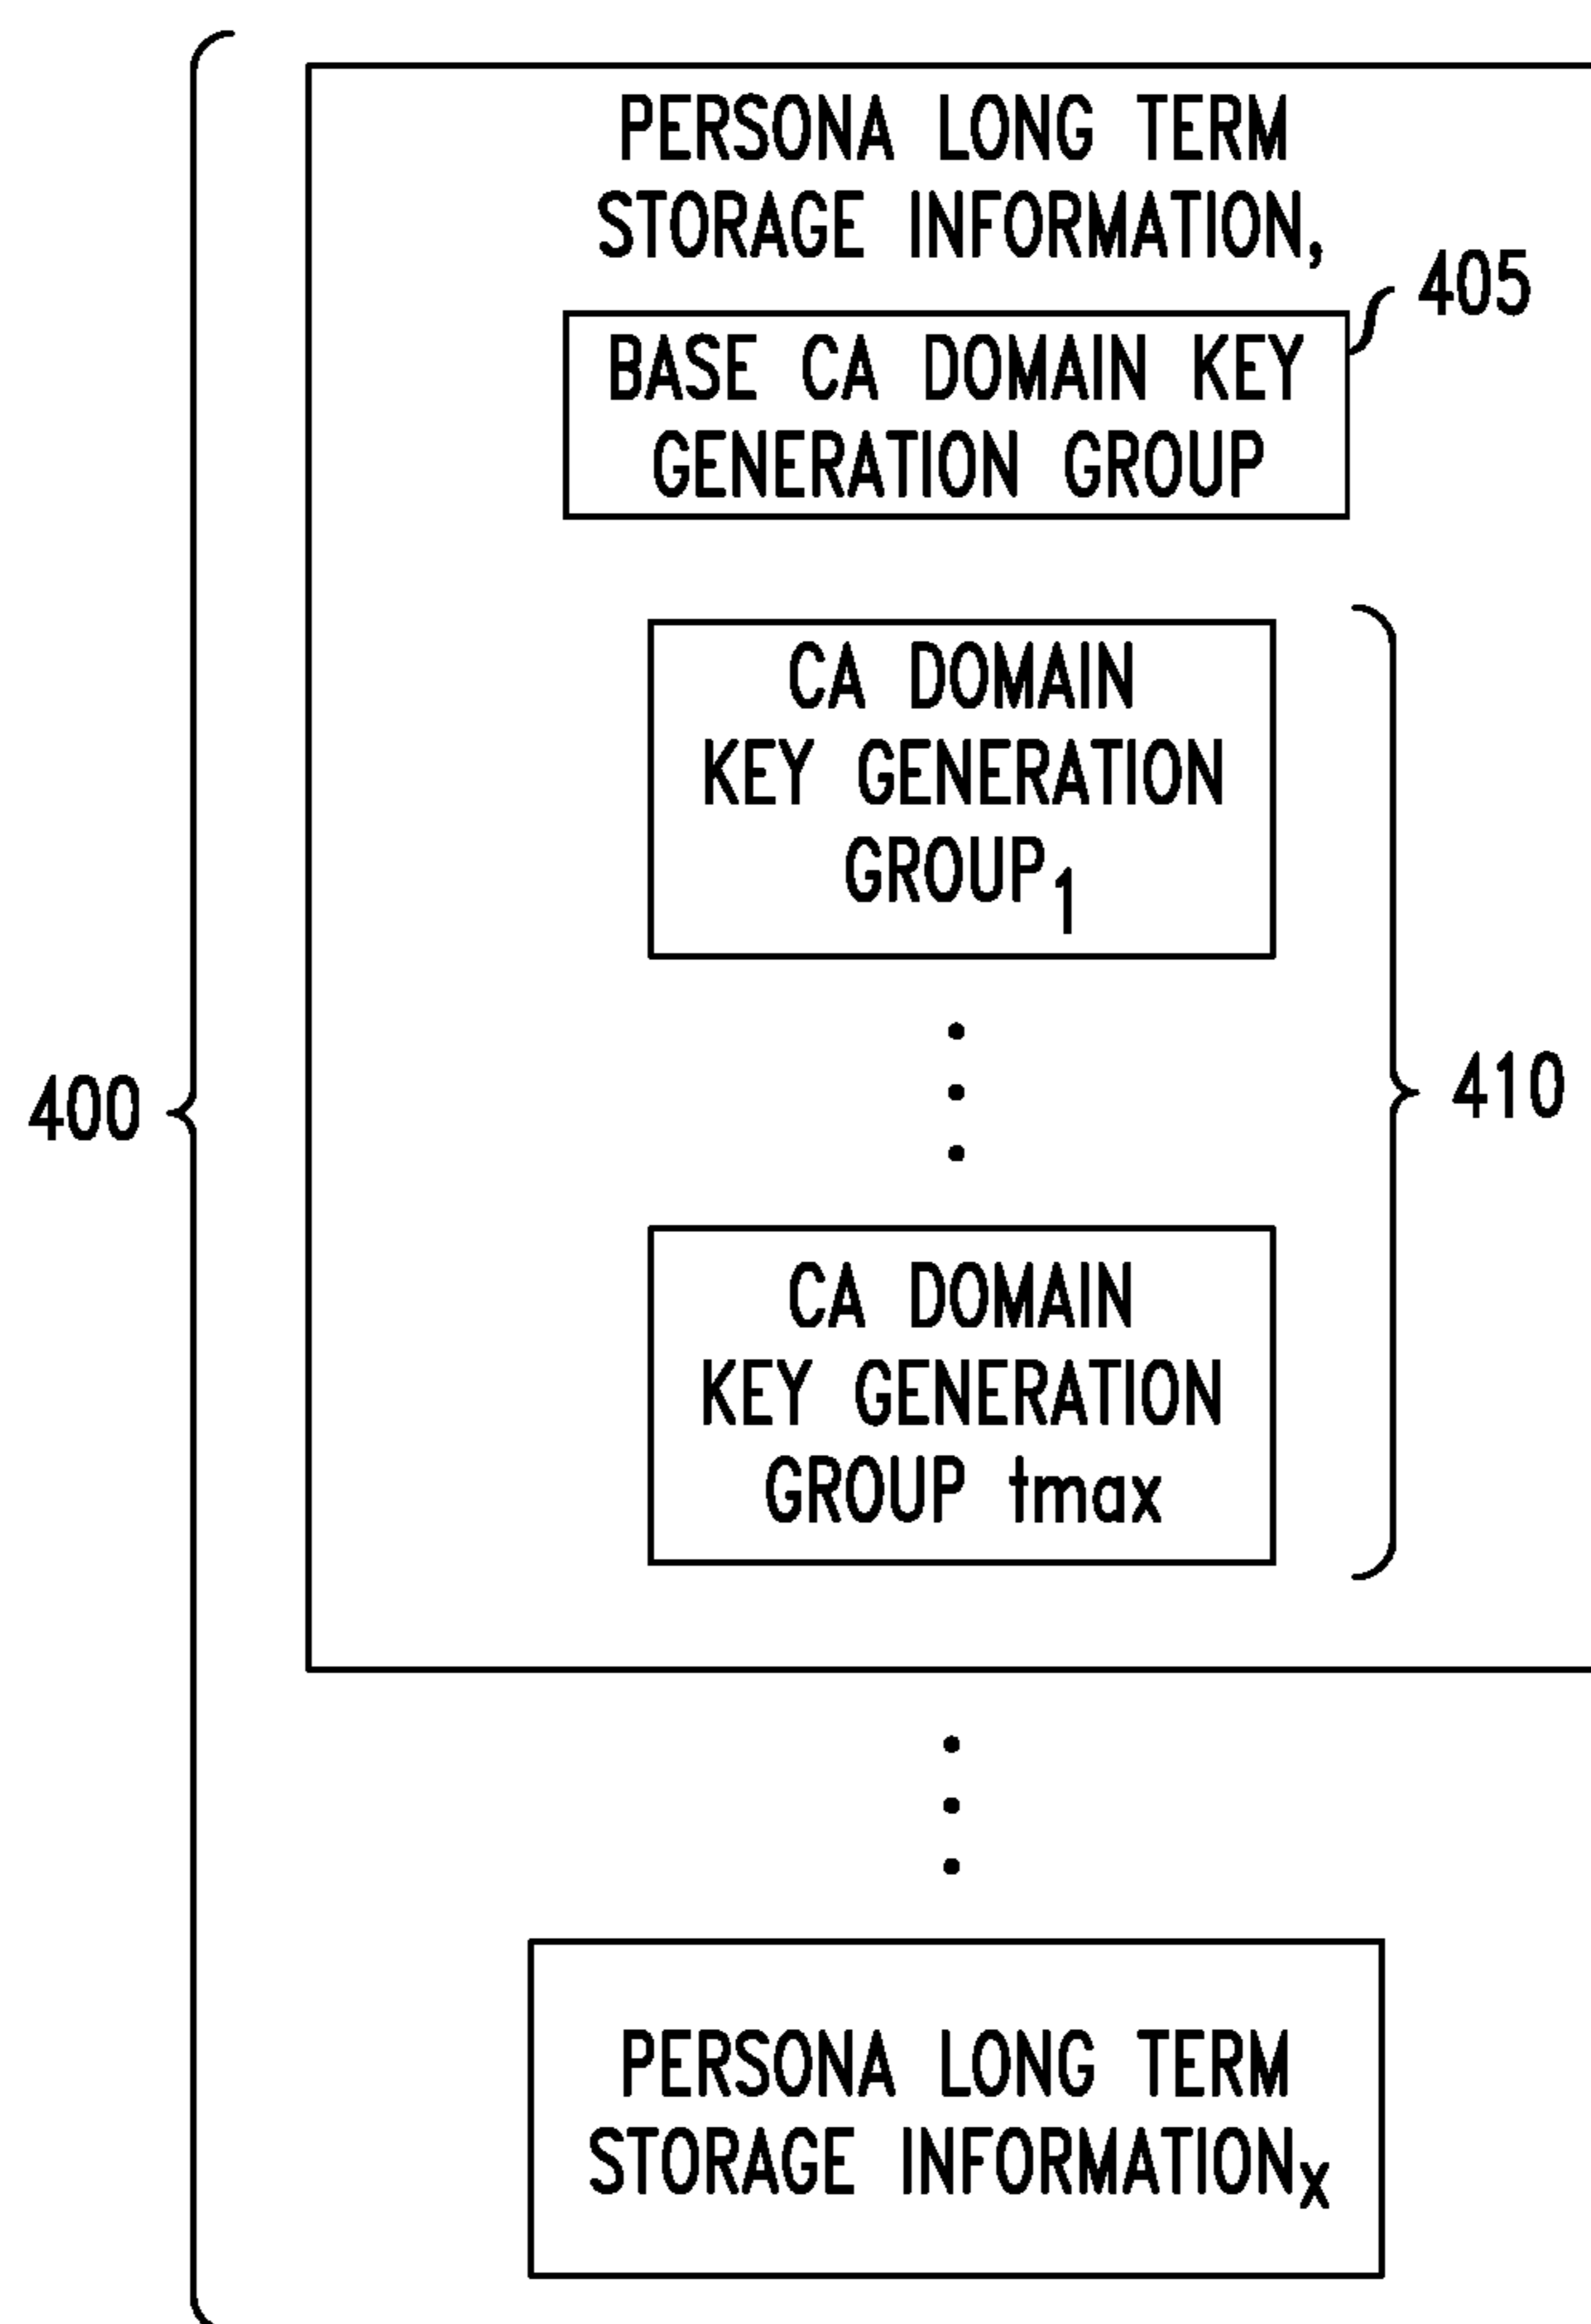 PERSONA LONG TERM
STORAGE INFORMATION,
405
BASE CA DOMAIN KEY
GENERATION GROUP
CA DOMAIN
KEY GENERATION
GROUP1
400
410
CA DOMAIN
KEY GENERATION
GROUP tmax
PERSONA LONG TERM
STORAGE INFORMATIONx